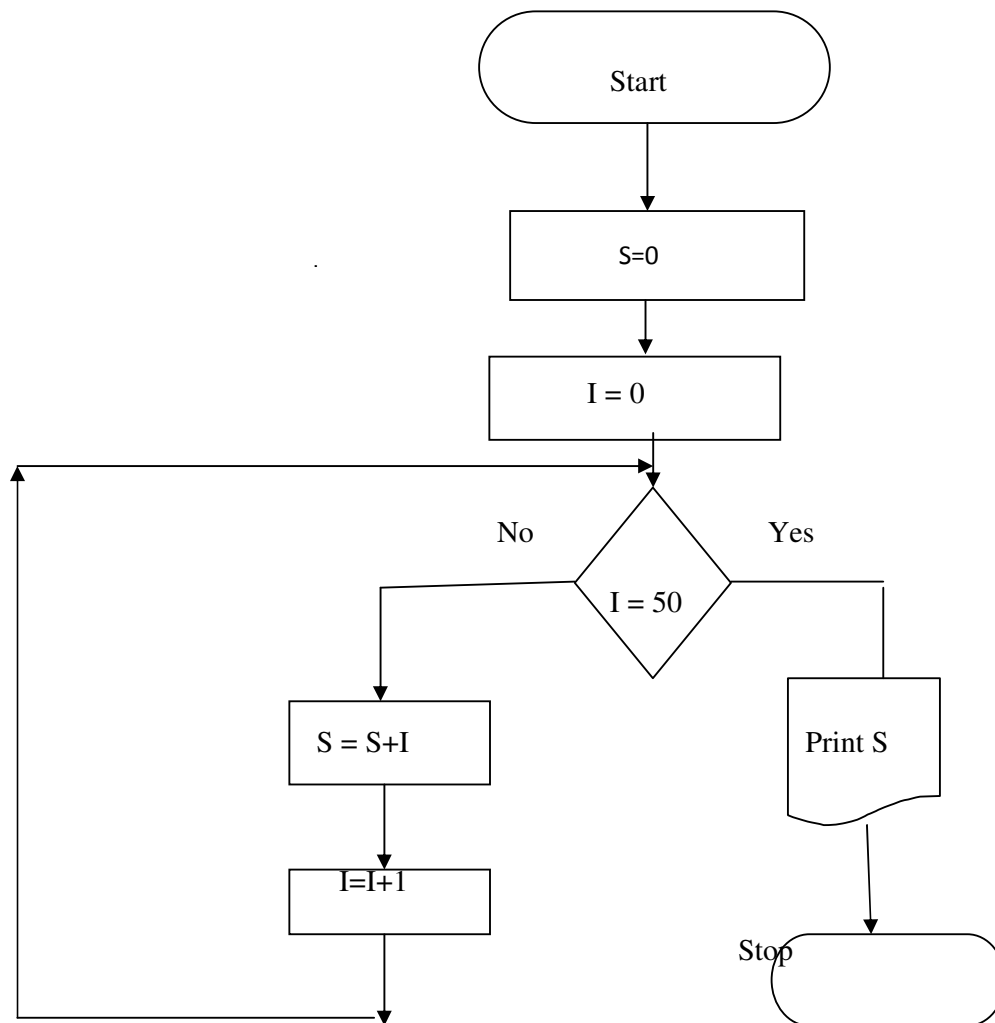 Start
S=0
I = 0
No
Yes
I = 50
S = S+I
Print S
I=I+1
Stop